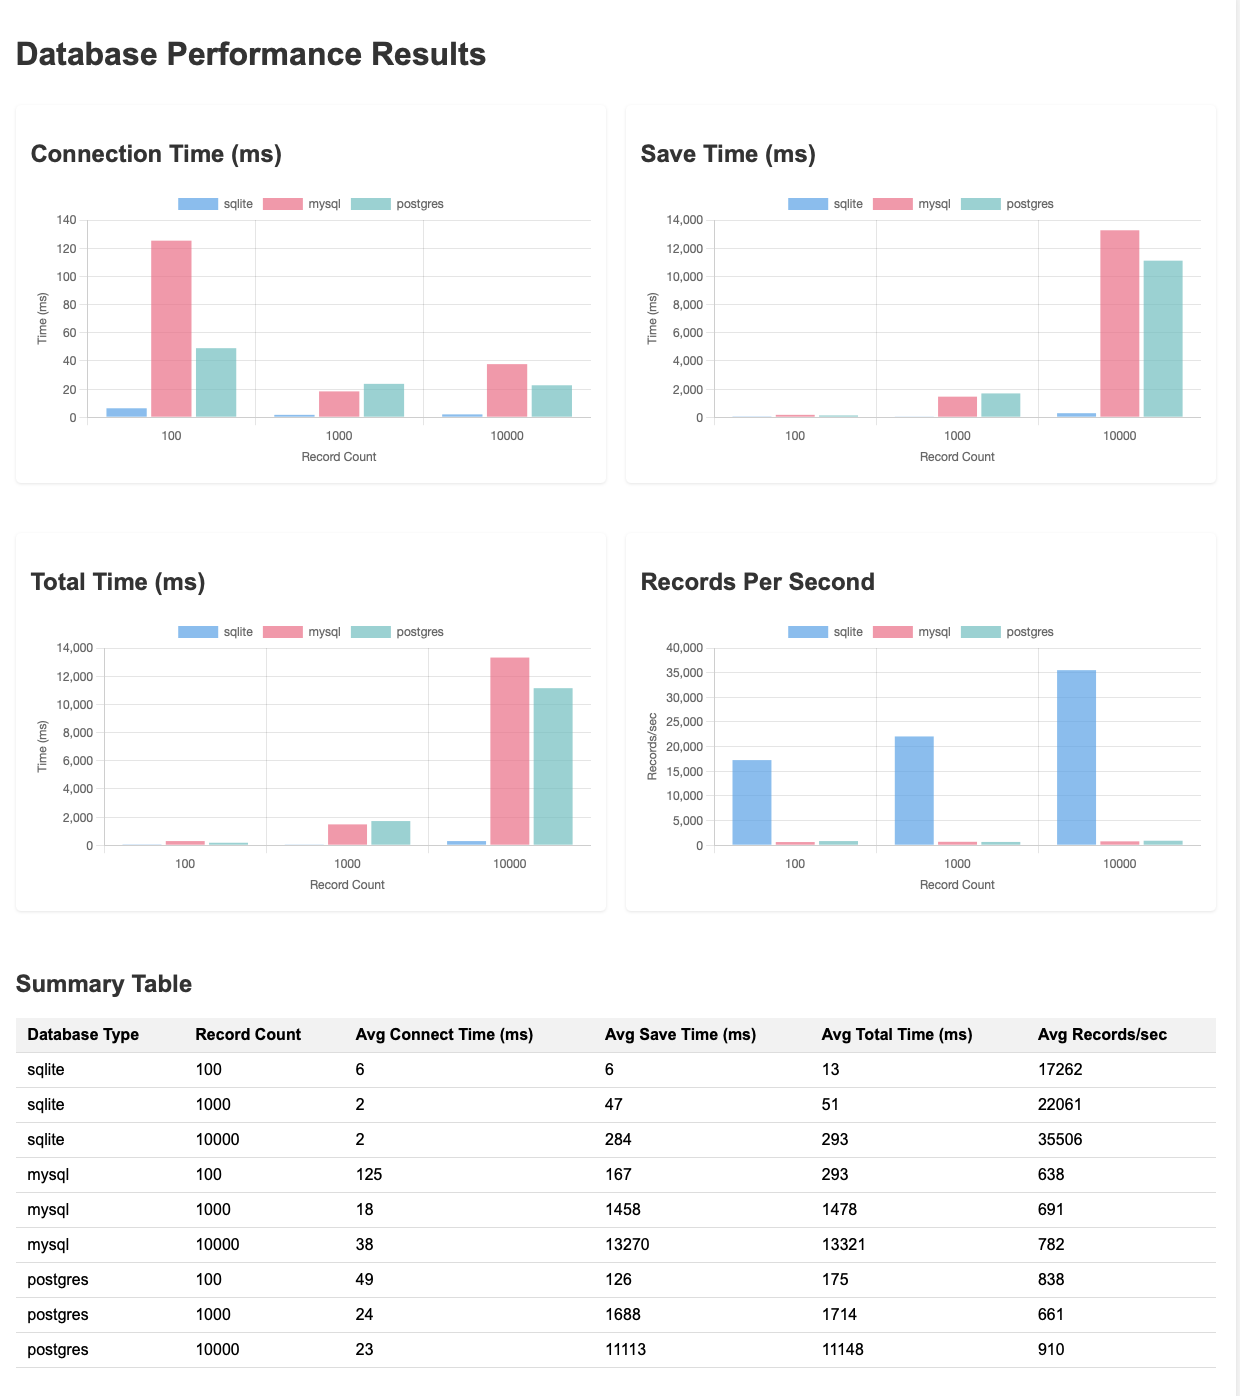 Database Performance Results
Connection Time (ms)
sqlite mysql postgres
140
120
100
80
60
40
20
0
Time (ms)
100 1000 10000
Record Count
Save Time (ms)
sqlite mysql postgres
14,000
12,000
10,000
8,000
6,000
4,000
2,000
0
Time (ms)
100 1000 10000
Record Count
Total Time (ms)
sqlite mysql postgres
14,000
12,000
10,000
8,000
6,000
4,000
2,000
0
Time (ms)
100 1000 10000
Record Count
Records Per Second
sqlite mysql postgres
40,000
35,000
30,000
25,000
20,000
15,000
10,000
5,000
0
Records/sec
100 1000 10000
Record Count
Summary Table
Database Type Record Count Avg Connect Time (ms) Avg Save Time (ms) Avg Total Time (ms) Avg Records/sec
sqlite 100 6 6 13 17262
sqlite 1000 2 47 51 22061
sqlite 10000 2 284 293 35506
mysql 100 125 167 293 638
mysql 1000 18 1458 1478 691
mysql 10000 38 13270 13321 782
postgres 100 49 126 175 838
postgres 1000 24 1688 1714 661
postgres 10000 23 11113 11148 910